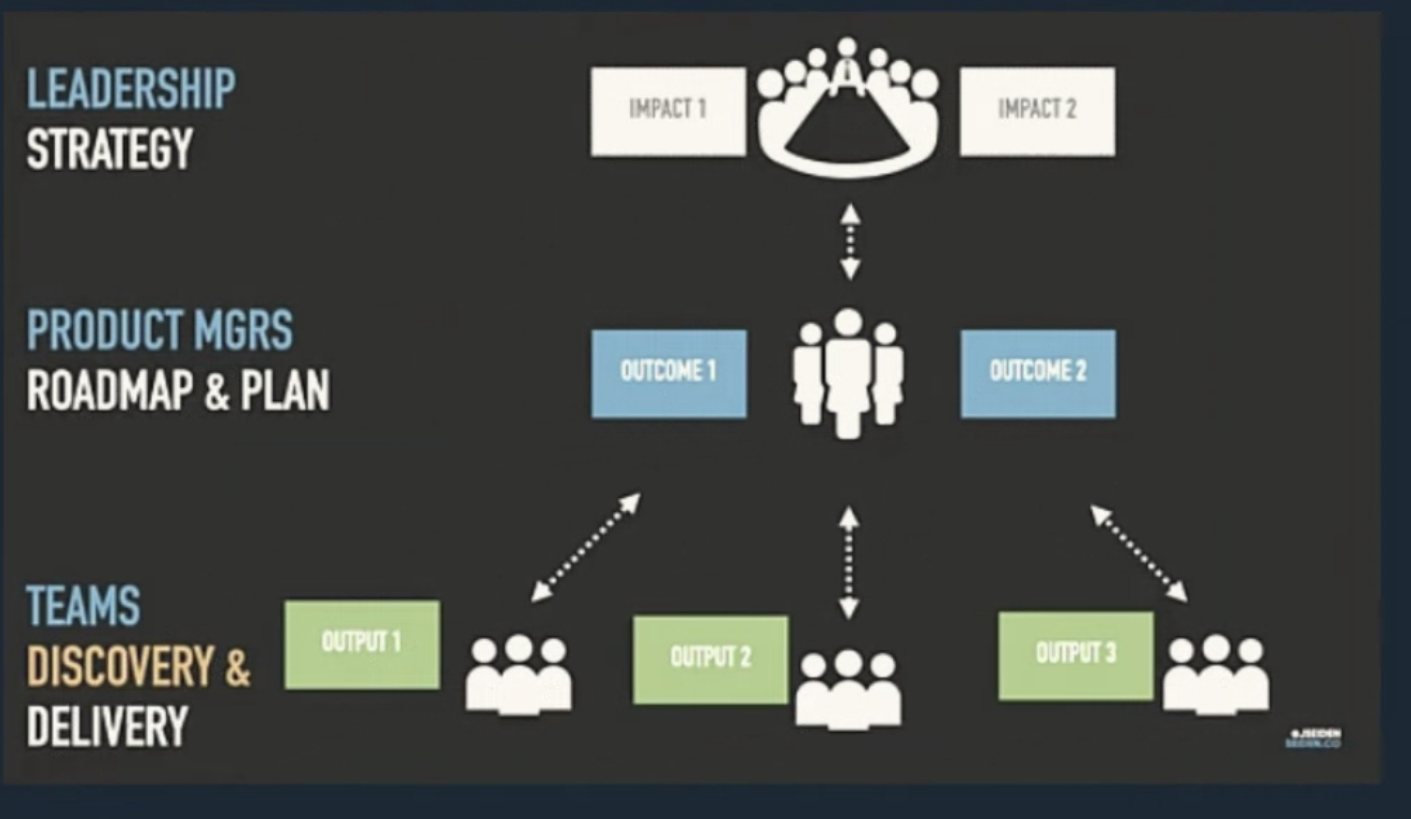 LEADERSHIP
STRATEGY
IMPACT 1
IMPACT 2
PRODUCT MGRS
ROADMAP & PLAN
OUTCOME 1
OUTCOME 2
TEAMS
DISCOVERY &
DELIVERY
OUTPUT 1
OUTPUT 2
OUTPUT 3
@JSEIDEN
SEIDEN.CO